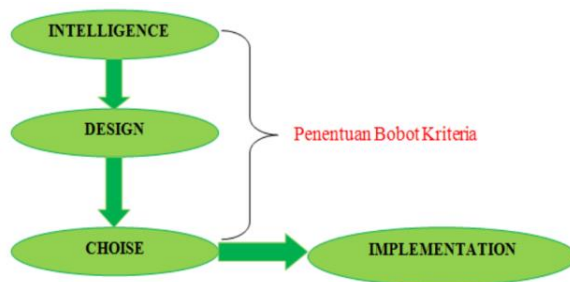 INTELLIGENCE
DESIGN
Penentuan Bobot Kriteria
CHOISE
IMPLEMENTATION